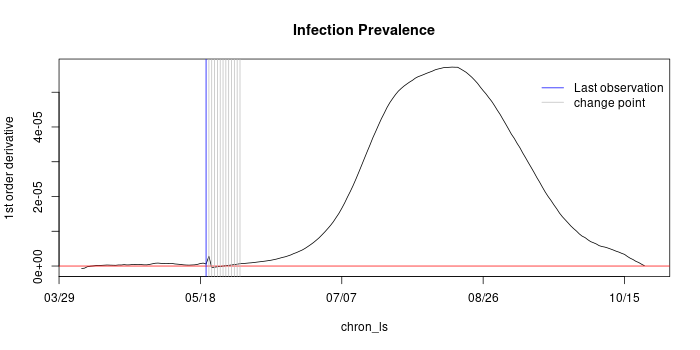 Infection Prevalence
1st order derivative
0e+00
2e-05
4e-05
Last observation
change point
03/29
05/18
07/07
08/26
10/15
chron_ls